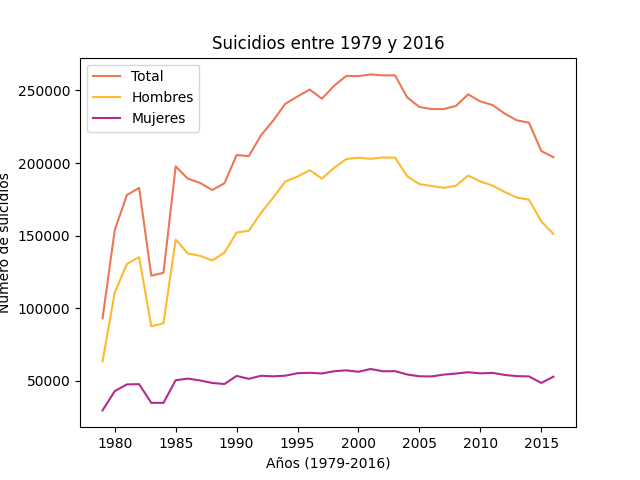 Suicidios entre 1979 y 2016
Total
Hombres
Mujeres
250000
200000
150000
100000
50000
Número de suicidios
1980 1985 1990 1995 2000 2005 2010 2015
Años (1979-2016)